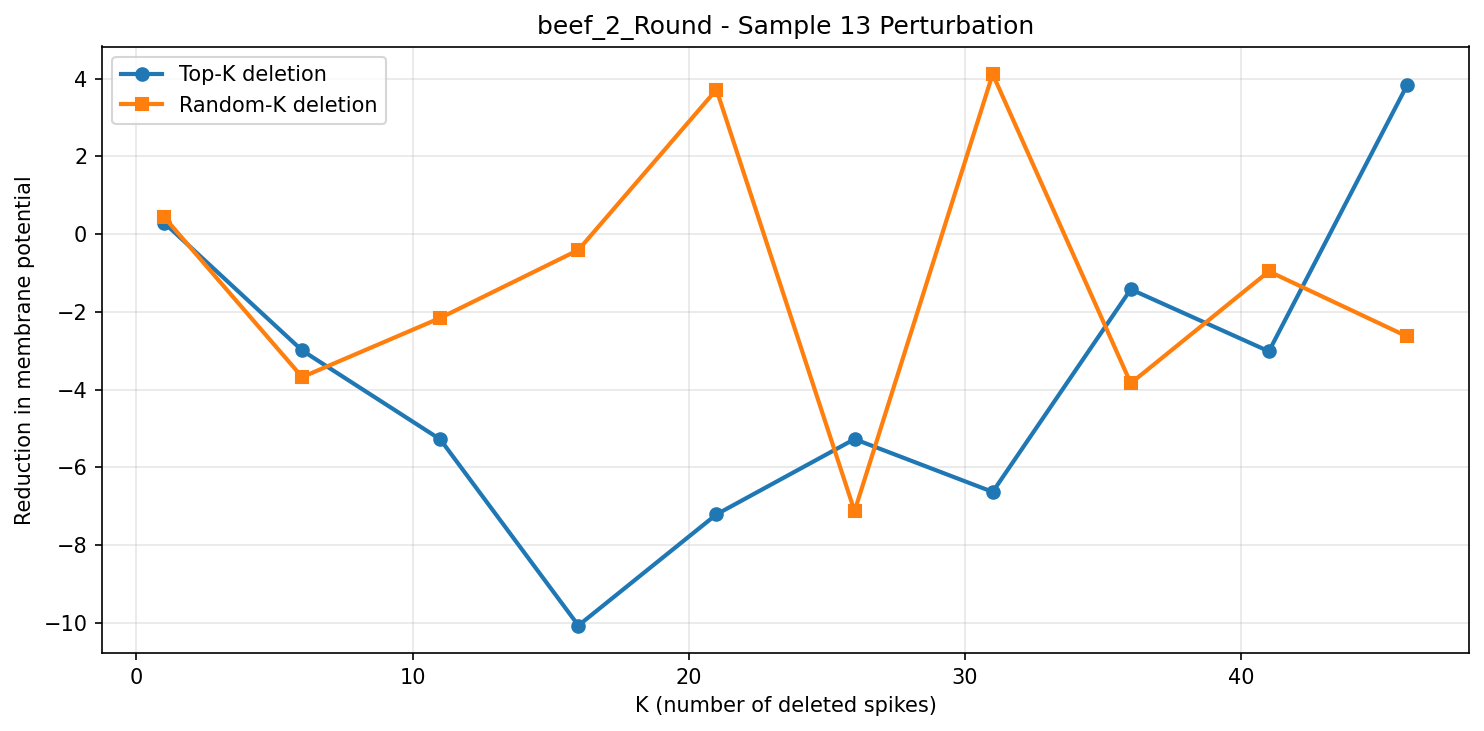 beef_2_Round - Sample 13 Perturbation
Top-K deletion
Random-K deletion
Reduction in membrane potential
4
2
0
−2
−4
−6
−8
−10
0
10
20
30
40
K (number of deleted spikes)